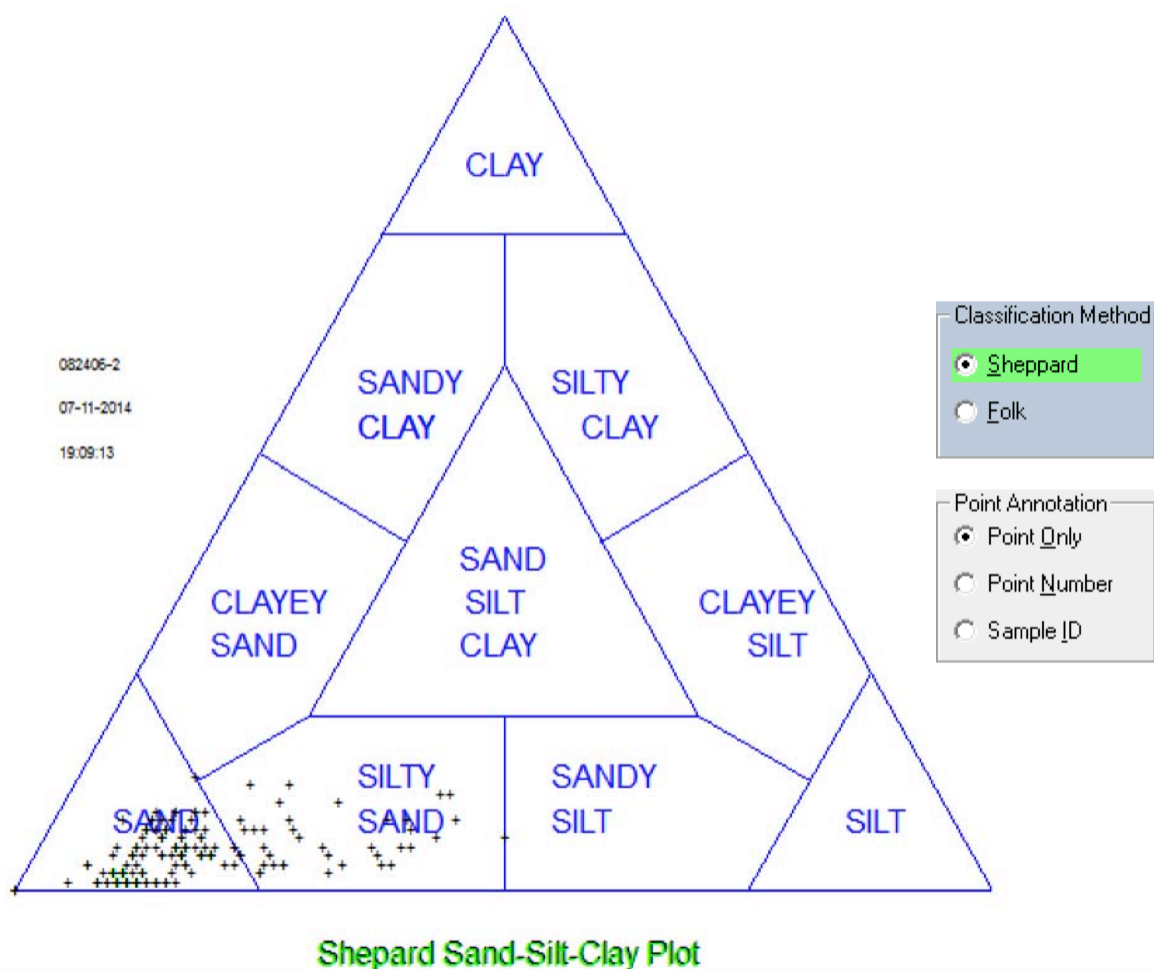 CLAY
082406-2
07-11-2014
19:09:13
SANDY
CLAY
SILTY
CLAY
Classification Method
Sheppard
Folk
Point Annotation
Point Only
Point Number
Sample ID
CLAYEY
SAND
SAND
SILT
CLAY
CLAYEY
SILT
SAND
SILTY
SAND
SANDY
SILT
SILT
Shepard Sand-Silt-Clay Plot